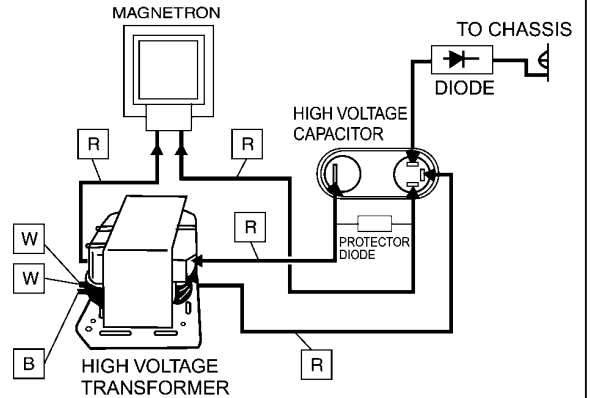 MAGNETRON
TO CHASSIS
DIODE
HIGH VOLTAGE
CAPACITOR
R
R
R
PROTECTOR
DIODE
W
W
B
R
HIGH VOLTAGE
TRANSFORMER